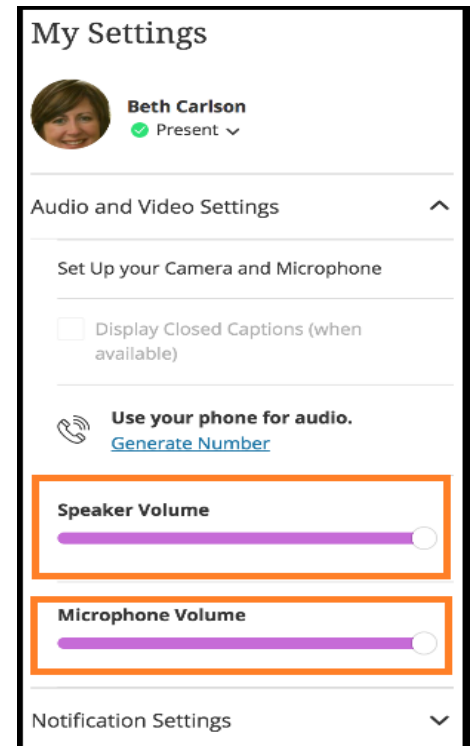 My Settings
Beth Carlson
Present
Audio and Video Settings
Set Up your Camera and Microphone
Display Closed Captions (when
available)
Use your phone for audio.
Generate Number
Speaker Volume
Microphone Volume
Notification Settings